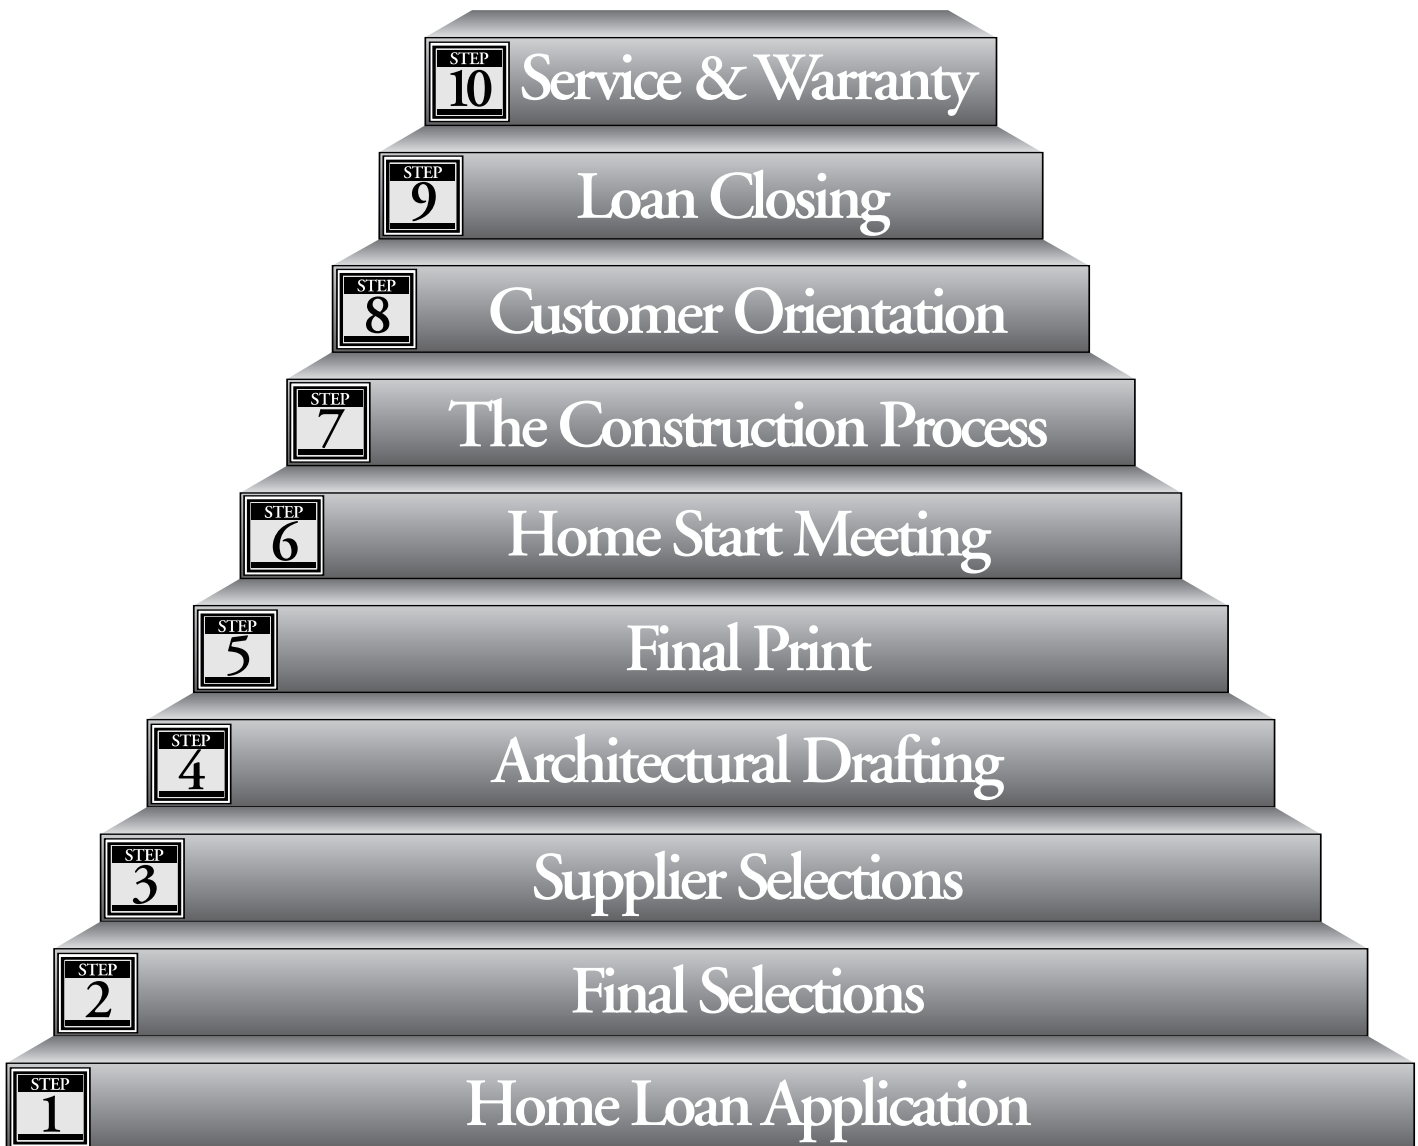 STEP
10
Service & Warranty
STEP
9
Loan Closing
STEP
8
Customer Orientation
STEP
7
The Construction Process
STEP
6
Home Start Meeting
STEP
5
Final Print
STEP
4
Architectural Drafting
STEP
3
Supplier Selections
STEP
2
Final Selections
STEP
1
Home Loan Application